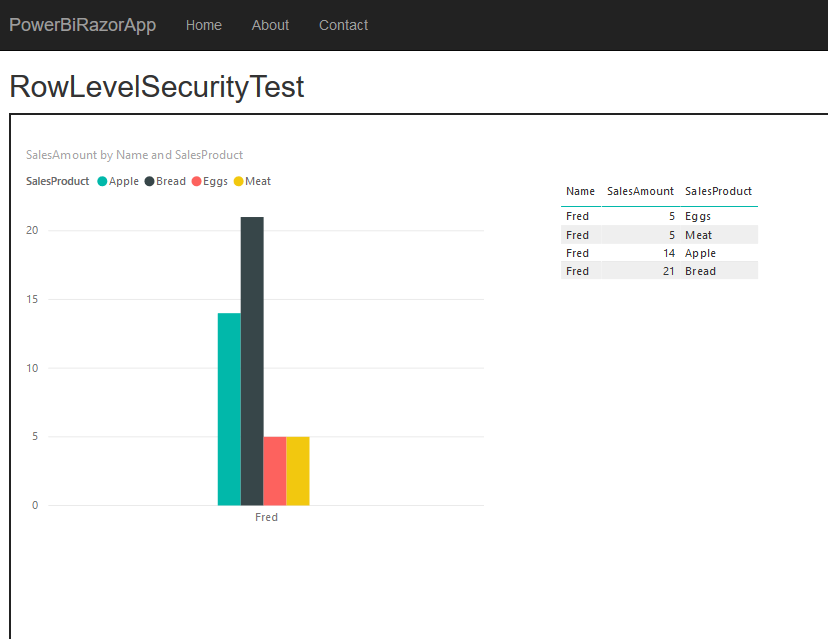 PowerBiRazorApp Home About Contact
RowLevelSecurityTest
SalesAmount by Name and SalesProduct
SalesProduct Apple Bread Eggs Meat
20
15
10
5
0
Fred
Name SalesAmount SalesProduct
Fred 5 Eggs
Fred 5 Meat
Fred 14 Apple
Fred 21 Bread